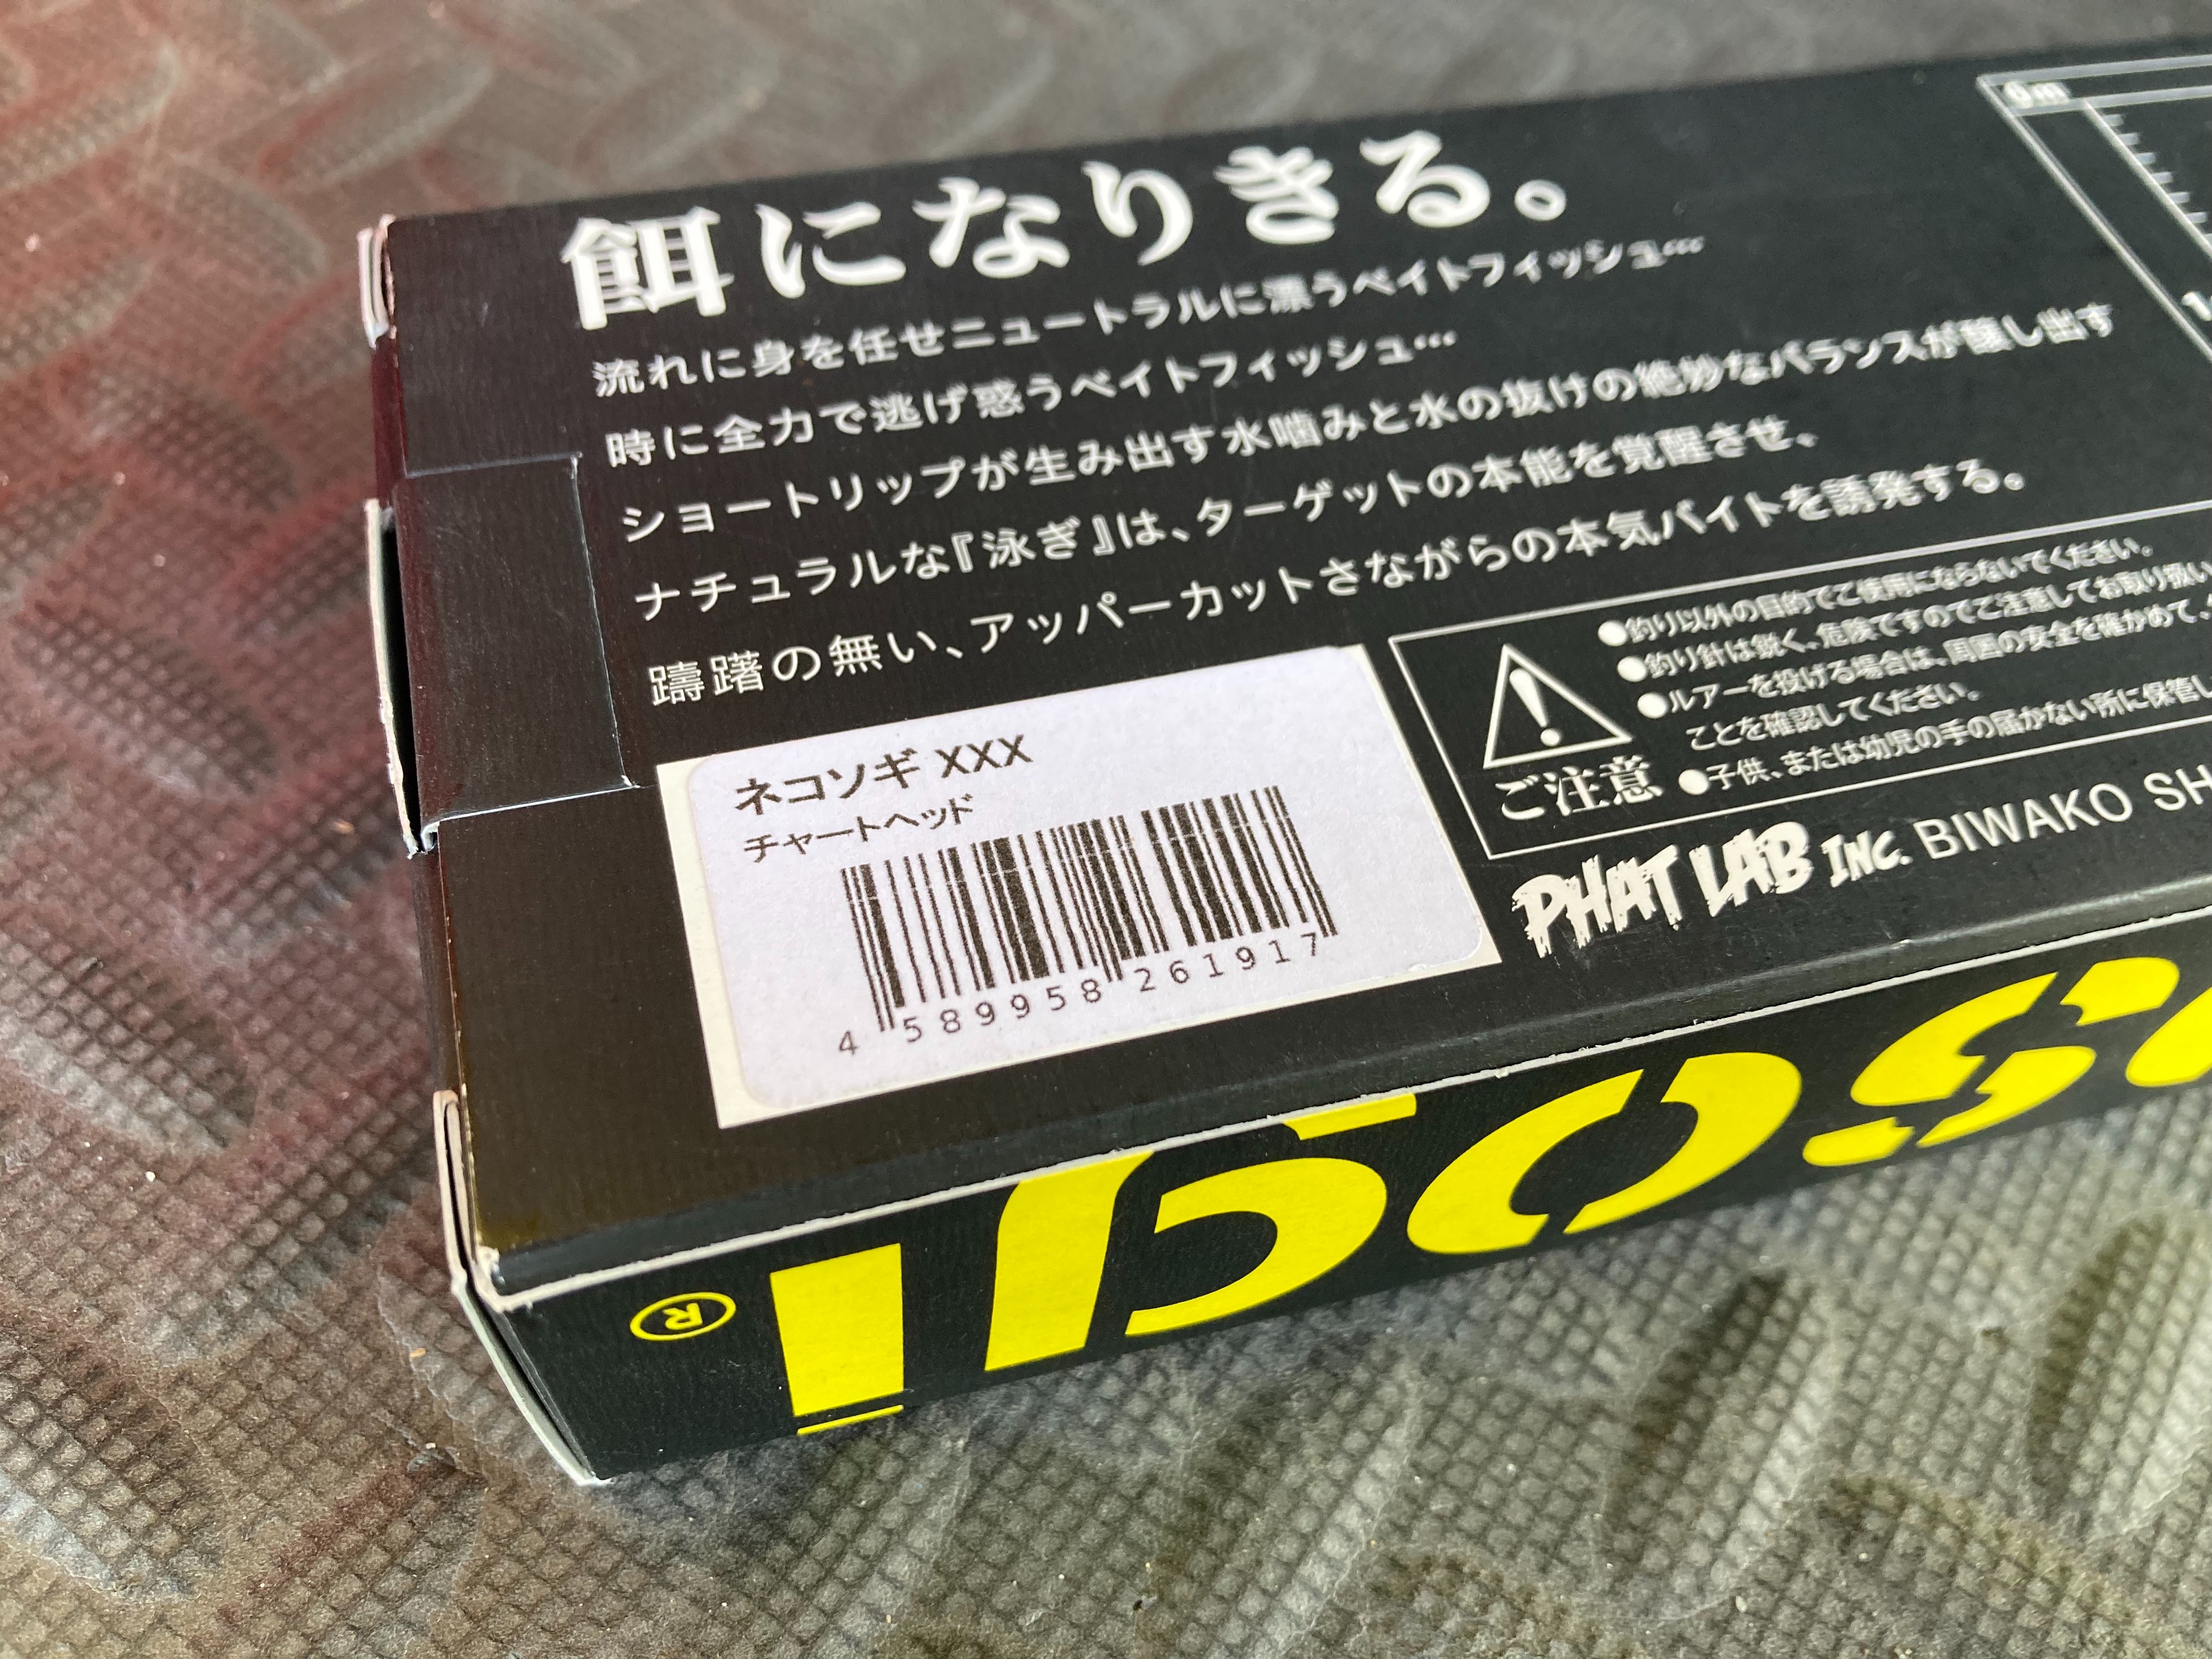 餌になりきる。
流れに身を任せニュートラルに漂うベイトフィッシュ…
時に全力で逃げ惑うベイトフィッシュ…
ショートリップが生み出す水噛みと水の抜けの絶妙なバランスが醸し出す
ナチュラルな『泳ぎ』は、ターゲットの本能を覚醒させ、
躊躇の無い、アッパーカットさながらの本気バイトを誘発する。
0m
ネコソギ XXX
チャートヘッド
4 589958 261917
ご注意
●釣り以外の目的でご使用にならないでください。
●釣り針は鋭く、危険ですのでご注意してお取り扱い
●ルアーを投げる場合は、周囲の安全を確かめて、
ことを確認してください。
●子供、または幼児の手の届かない所に保管し
PHAT LAB INC. BIWAKO SH
®